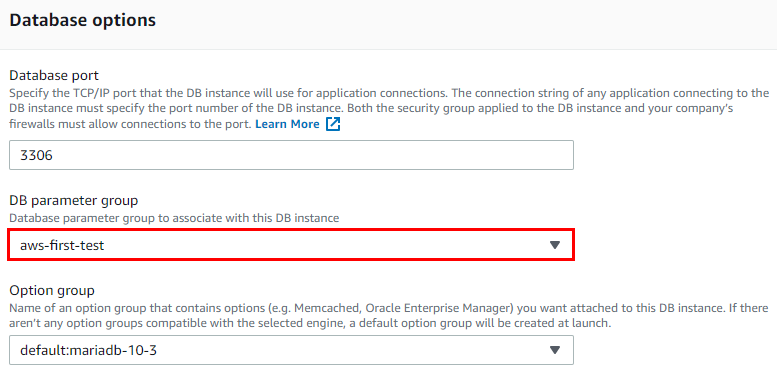 Database options
Database port
Specify the TCP/IP port that the DB instance will use for application connections. The connection string of any application connecting to the
DB instance must specify the port number of the DB instance. Both the security group applied to the DB instance and your company's
firewalls must allow connections to the port. Learn More
3306
DB parameter group
Database parameter group to associate with this DB instance
aws-first-test
Option group
Name of an option group that contains options (e.g. Memcached, Oracle Enterprise Manager) you want attached to this DB instance. If there
aren't any option groups compatible with the selected engine, a default option group will be created at launch.
default:mariadb-10-3